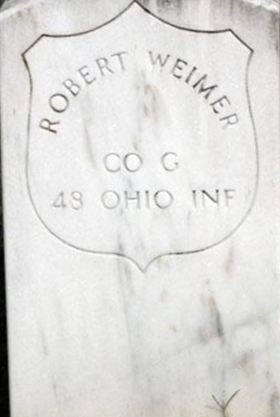 ROBERT WEIMER
CO G
48 OHIO INF